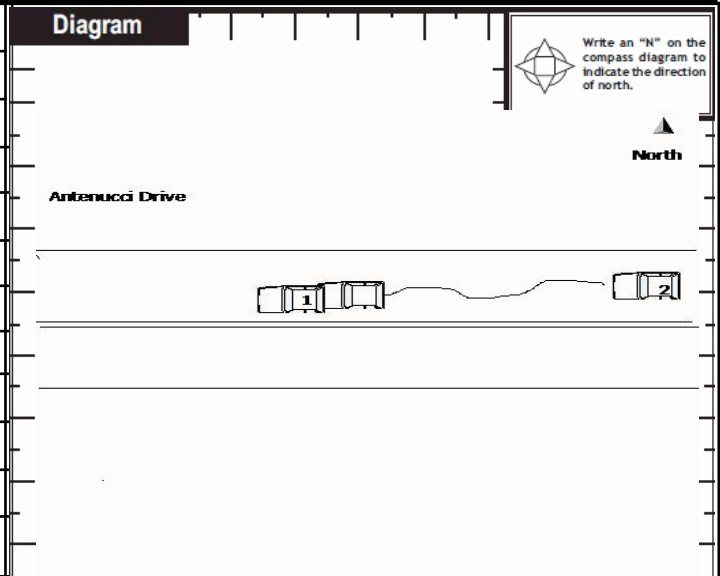 Diagram
Write an “N” on the
compass diagram to
indicate the direction
of north.
North
Antenucci Drive
1
2